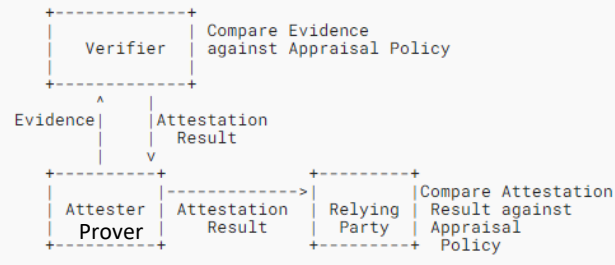 Compare Evidence
Verifier against Appraisal Policy
Evidence Attestation
Result
Compare Attestation
Attester Attestation Relying Result against
Prover Result Party Appraisal
Policy